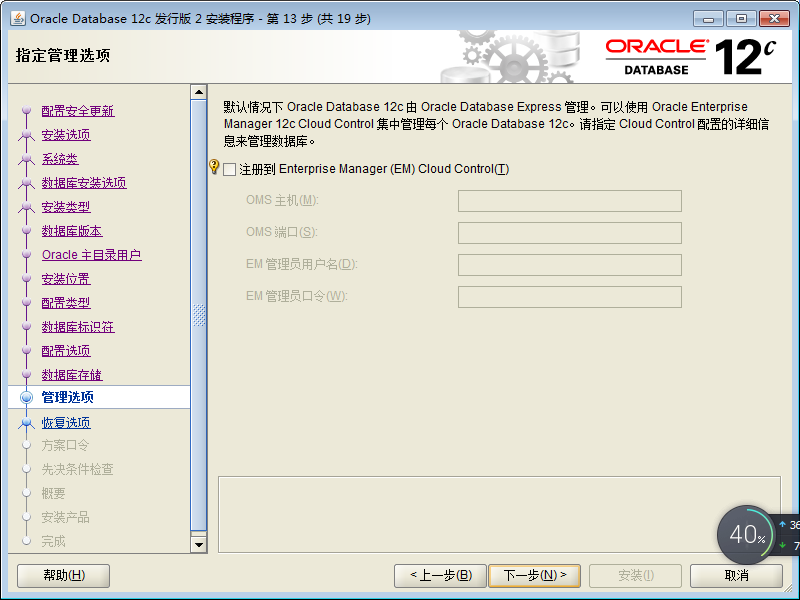 Oracle Database 12c 发行版 2 安装程序 - 第 13 步 (共 19 步)
指定管理选项
ORACLE®
DATABASE
12c
配置安全更新
安装选项
系统类
数据库安装选项
安装类型
数据库版本
Oracle 主目录用户
安装位置
配置类型
数据库标识符
配置选项
数据库存储
管理选项
恢复选项
方案口令
先决条件检查
概要
安装产品
完成
默认情况下 Oracle Database 12c 由 Oracle Database Express 管理。可以使用 Oracle Enterprise
Manager 12c Cloud Control 集中管理每个 Oracle Database 12c。请指定 Cloud Control 配置的详细信
息来管理数据库。
注册到 Enterprise Manager (EM) Cloud Control(T)
OMS 主机(M):
OMS 端口(S):
EM 管理员用户名(D):
EM 管理员口令(W):
40%
36
7
帮助(H)
< 上一步(B)
下一步(N) >
安装(I)
取消